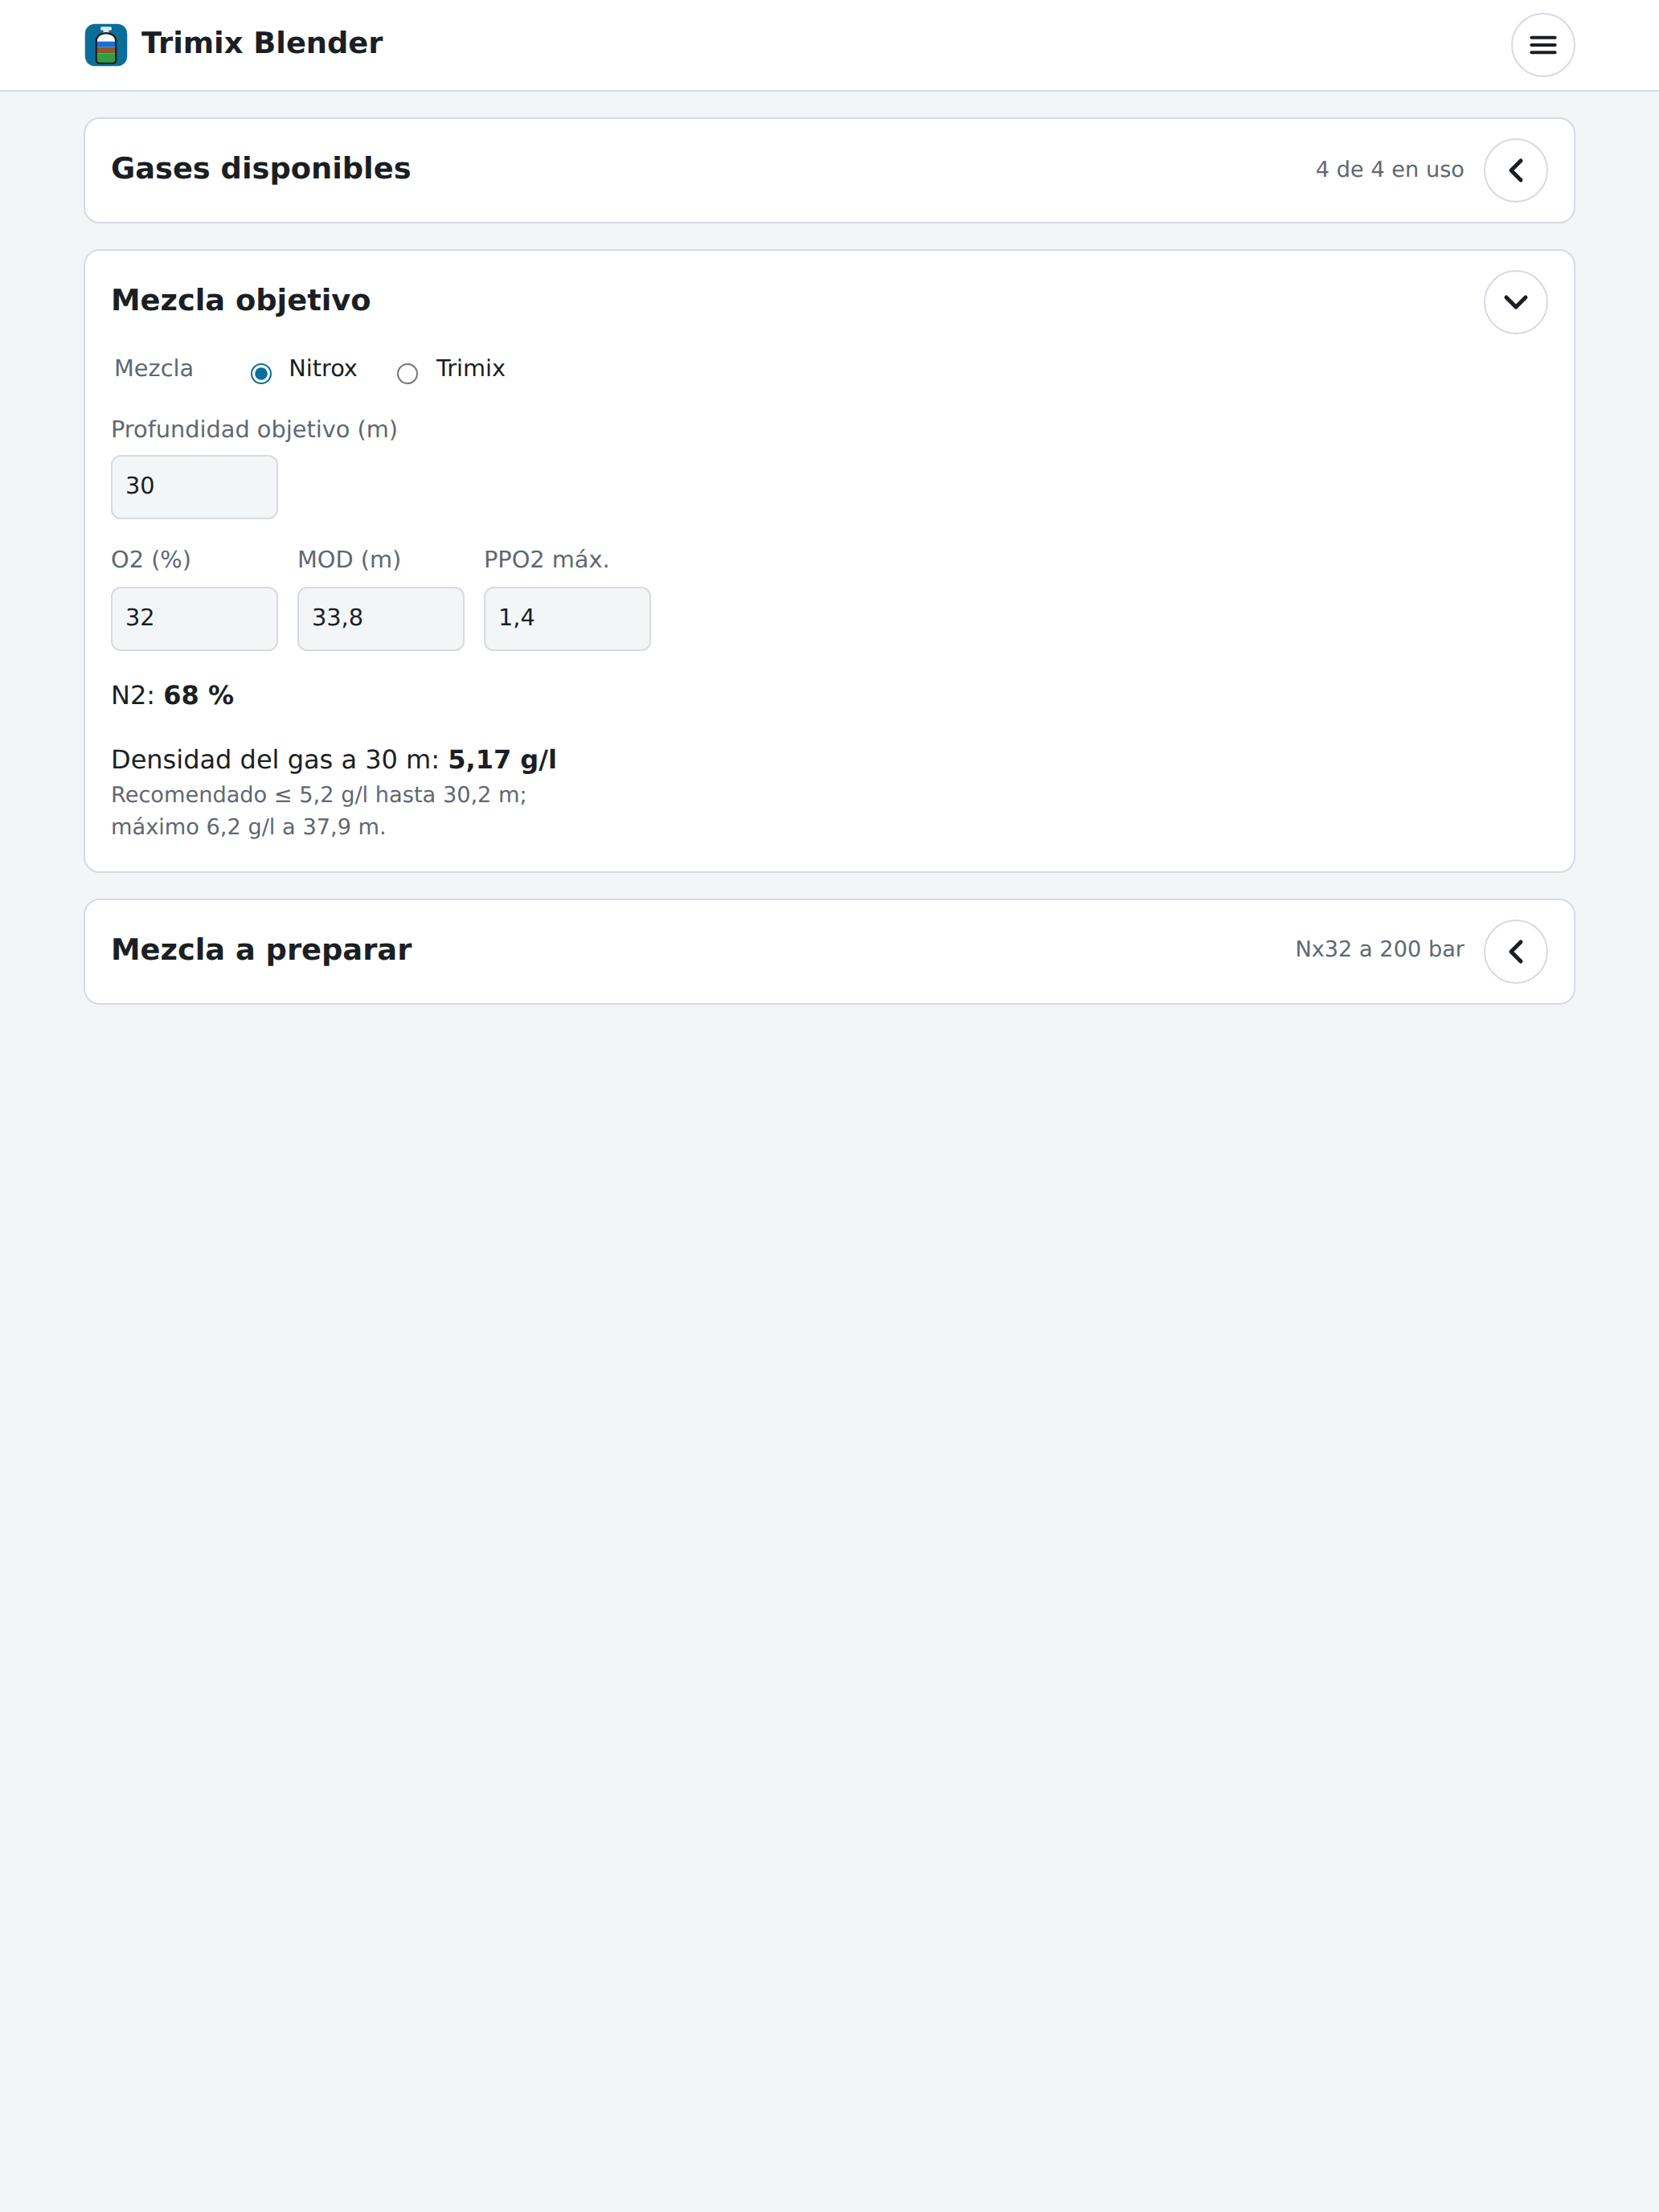 Trimix Blender
Gases disponibles
4 de 4 en uso
Mezcla objetivo
Mezcla Nitrox Trimix
Profundidad objetivo (m)
30
O2 (%) MOD (m) PPO2 máx.
32 33,8 1,4
N2: 68 %
Densidad del gas a 30 m: 5,17 g/l
Recomendado ≤ 5,2 g/l hasta 30,2 m;
máximo 6,2 g/l a 37,9 m.
Mezcla a preparar
Nx32 a 200 bar